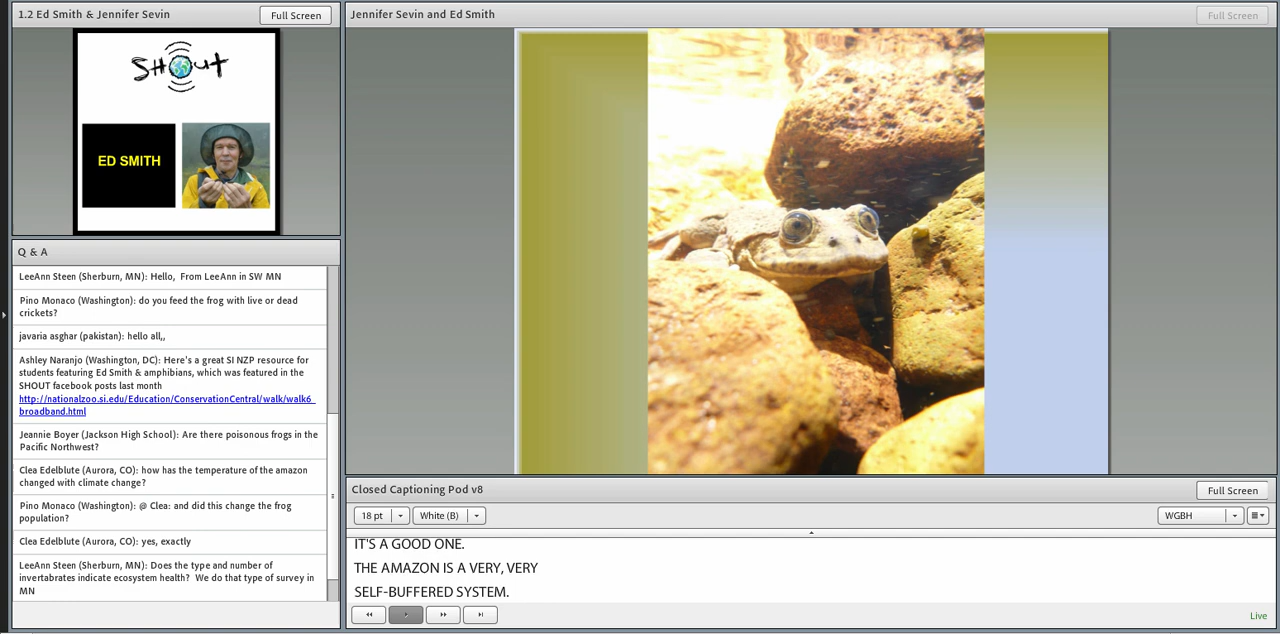 1.2 Ed Smith & Jennifer Sevin
Full Screen
SHOUT
ED SMITH
Q & A
LeeAnn Steen (Sherburn, MN): Hello,  From LeeAnn in SW MN
Pino Monaco (Washington): do you feed the frog with live or dead
crickets?
javaria asghar (pakistan): hello all,,
Ashley Naranjo (Washington, DC): Here's a great SI NZP resource for
students featuring Ed Smith & amphibians, which was featured in the
SHOUT facebook posts last month
http://nationalzoo.si.edu/Education/ConservationCentral/walk/walk6_
broadband.html
Jeannie Boyer (Jackson High School): Are there poisonous frogs in the
Pacific Northwest?
Clea Edelblute (Aurora, CO): how has the temperature of the amazon
changed with climate change?
Pino Monaco (Washington): @ Clea: and did this change the frog
population?
Clea Edelblute (Aurora, CO): yes, exactly
LeeAnn Steen (Sherburn, MN): Does the type and number of
invertabrates indicate ecosystem health?  We do that type of survey in
MN
Jennifer Sevin and Ed Smith
Full Screen
Closed Captioning Pod v8
Full Screen
18 pt
White (B)
WGBH
IT'S A GOOD ONE.
THE AMAZON IS A VERY, VERY
SELF-BUFFERED SYSTEM.
Live